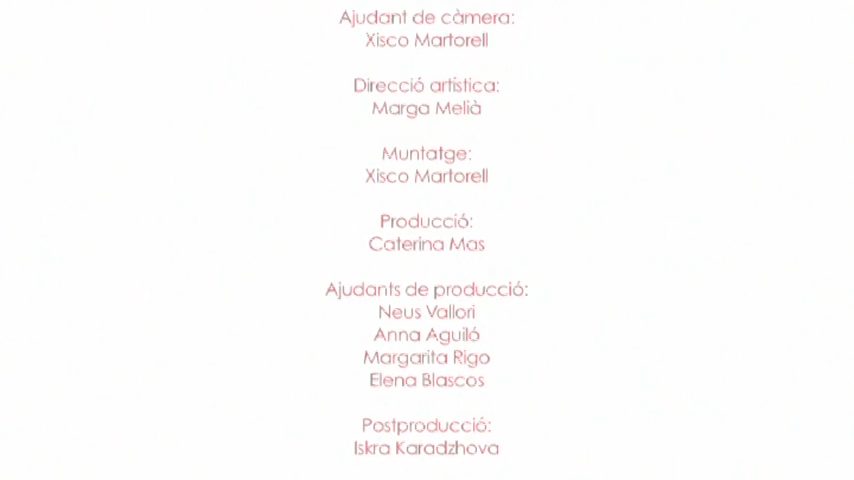 Ajudant de càmera:
Xisco Martorell
Direcció artística:
Marga Melià
Muntatge:
Xisco Martorell
Producció:
Caterina Mas
Ajudants de producció:
Neus Vallori
Anna Aguiló
Margarita Rigo
Elena Blascos
Postproducció:
Iskra Karadzhova